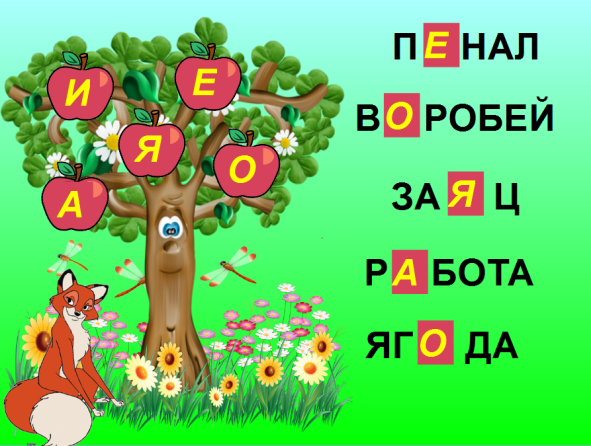 И
Е
Я
О
А
ПЕНАЛ
ВОРОБЕЙ
ЗАЯЦ
РАБОТА
ЯГОДА